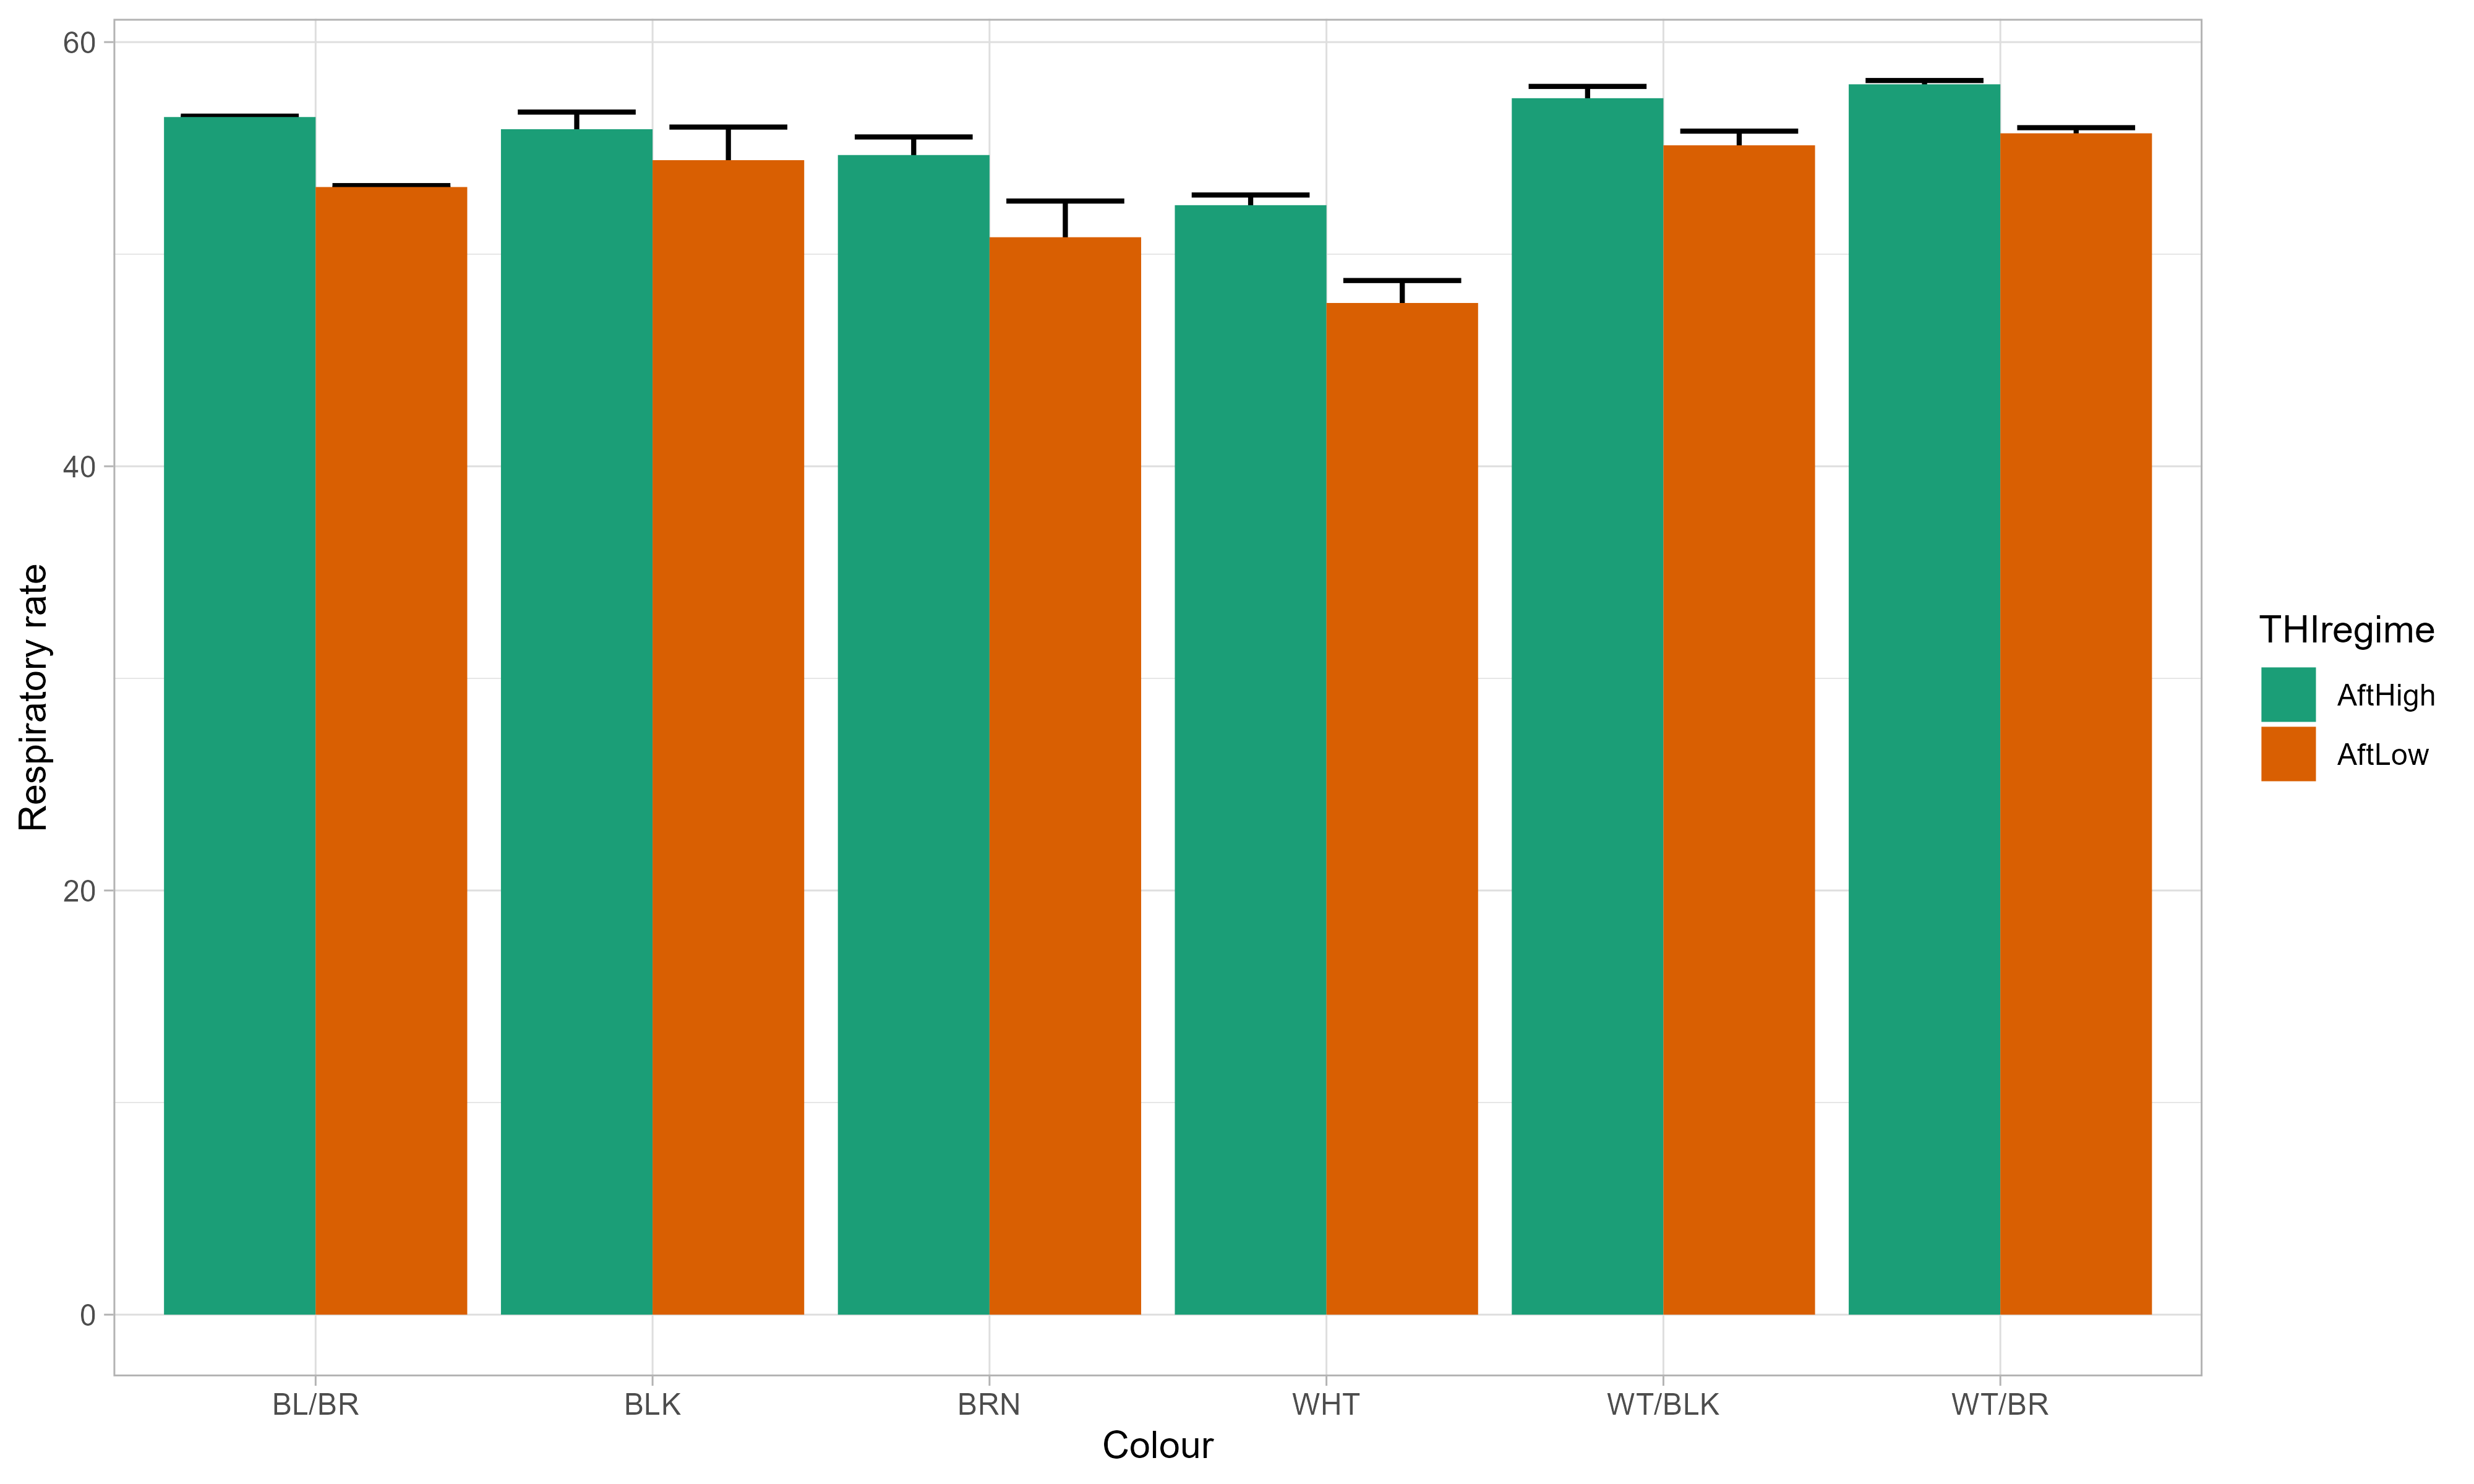 60
40
20
0
Respiratory rate
BL/BR BLK BRN WHT WT/BLK WT/BR
Colour
THIregime
AftHigh
AftLow